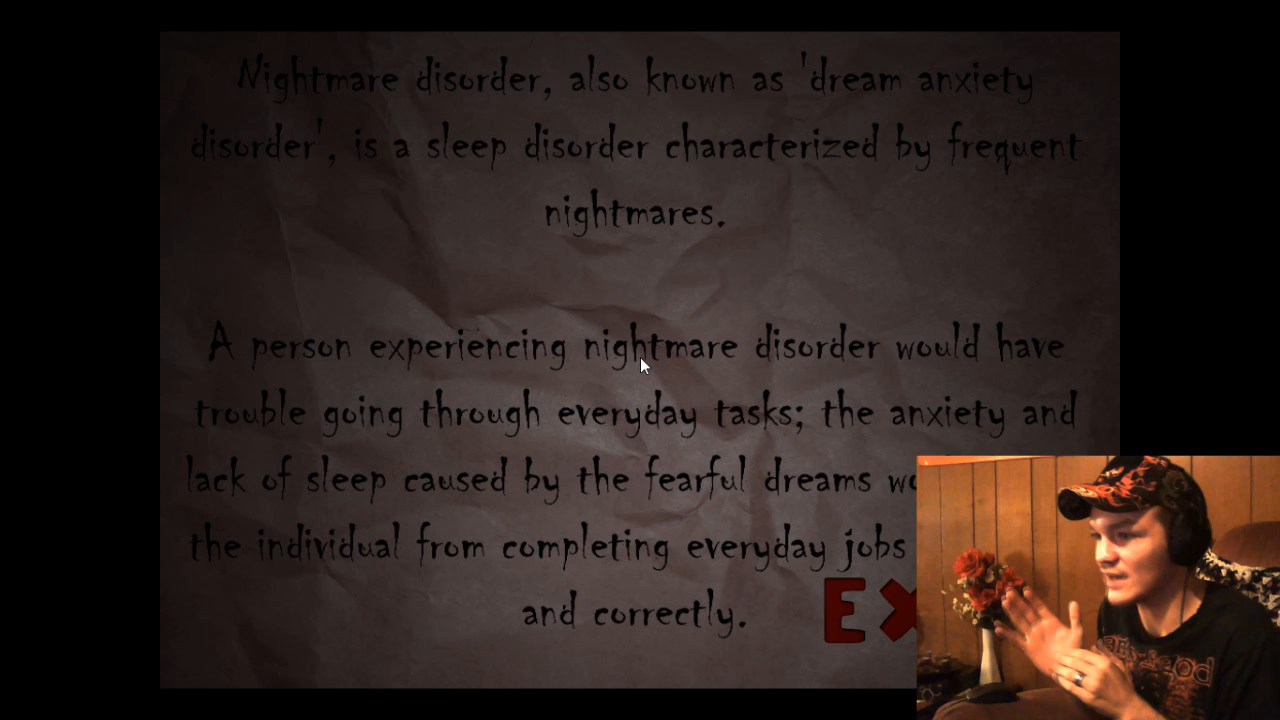 Nightmare disorder, also known as 'dream anxiety
disorder', is a sleep disorder characterized by frequent
nightmares.
A person experiencing nightmare disorder would have
trouble going through everyday tasks; the anxiety and
lack of sleep caused by the fearful dreams
the individual from completing everyday jobs
and correctly.